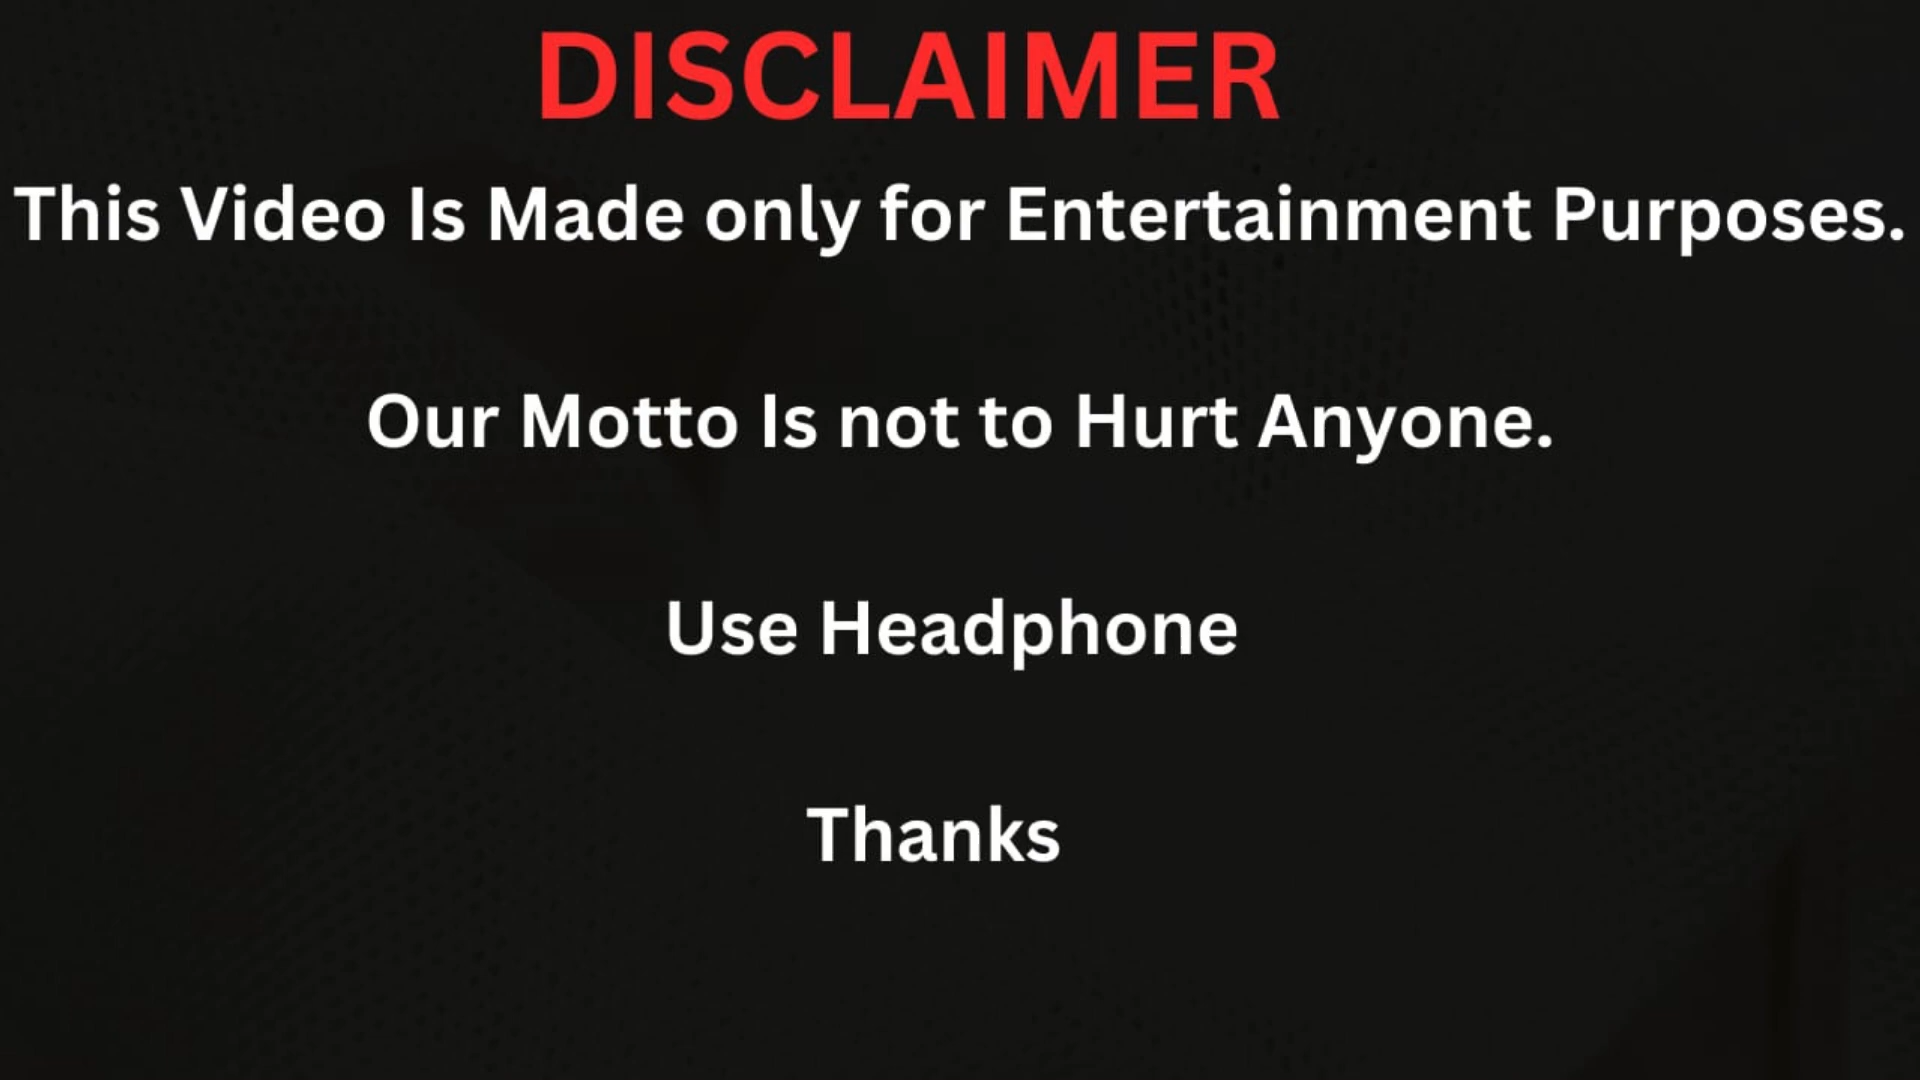 DISCLAIMER
This Video Is Made only for Entertainment Purposes.
Our Motto Is not to Hurt Anyone.
Use Headphone
Thanks